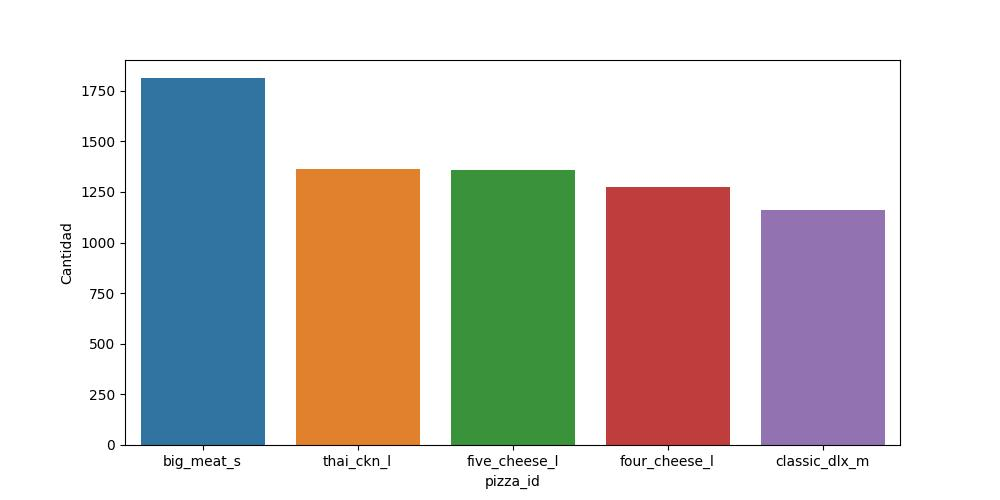 1750
1500
1250
1000
750
500
250
0
Cantidad
big_meat_s thai_ckn_l five_cheese_l four_cheese_l classic_dlx_m
pizza_id